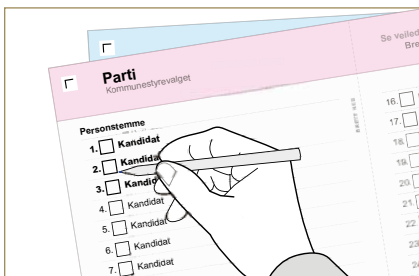 Parti
Kommunestyrevalget
Se veiled
Bre
Personstemme
1. Kandidat
2. Kandida
3. Kandid
4. Kandidat
5. Kandidat
6. Kandidat
7. Kandidat
16.
17.
18.
19.
20.
21.
22.
23.